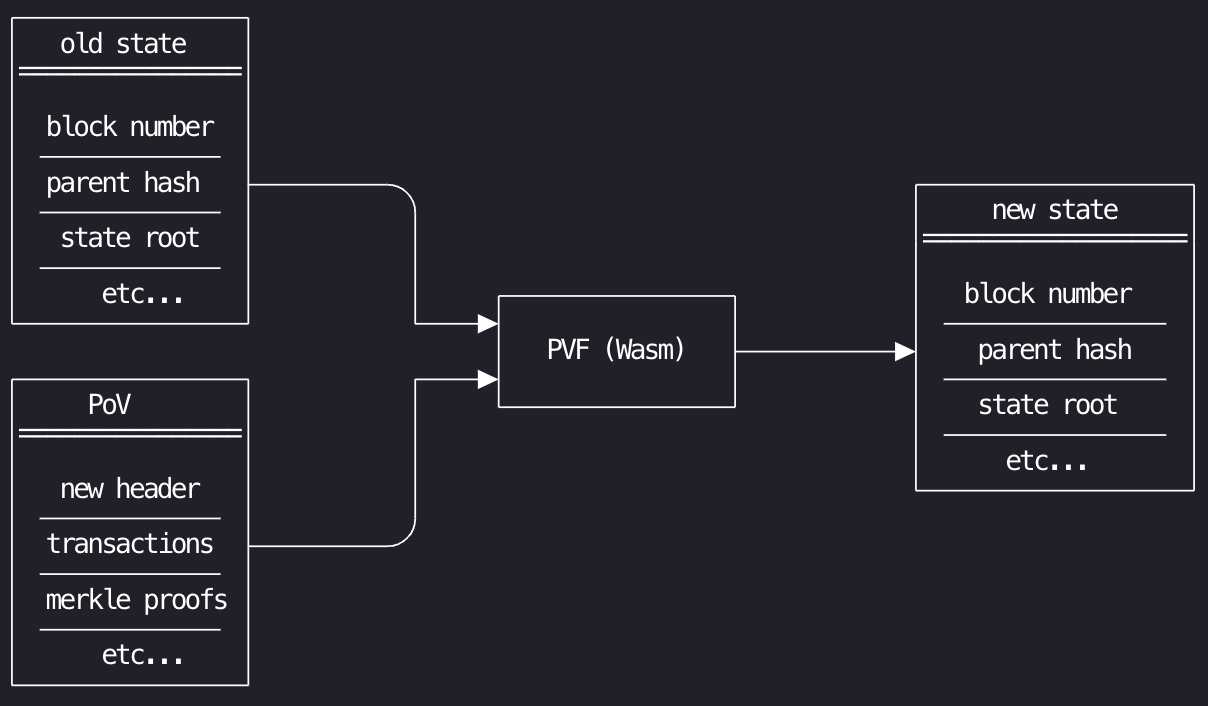 old state
block number
parent hash
state root
etc...
PoV
new header
transactions
merkle proofs
etc...
PVF (Wasm)
new state
block number
parent hash
state root
etc...